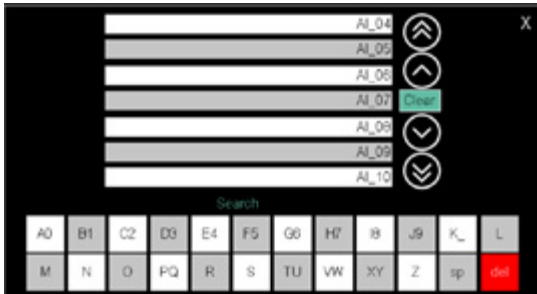 AI_04
X
AI_05
AI_06
AI_07 Clear
AI_08
AI_09
AI_10
Search
A0 B1 C2 D3 E4 F5 G6 H7 I8 J9 K_ L
M N O PQ R S TU VW XY Z sp del